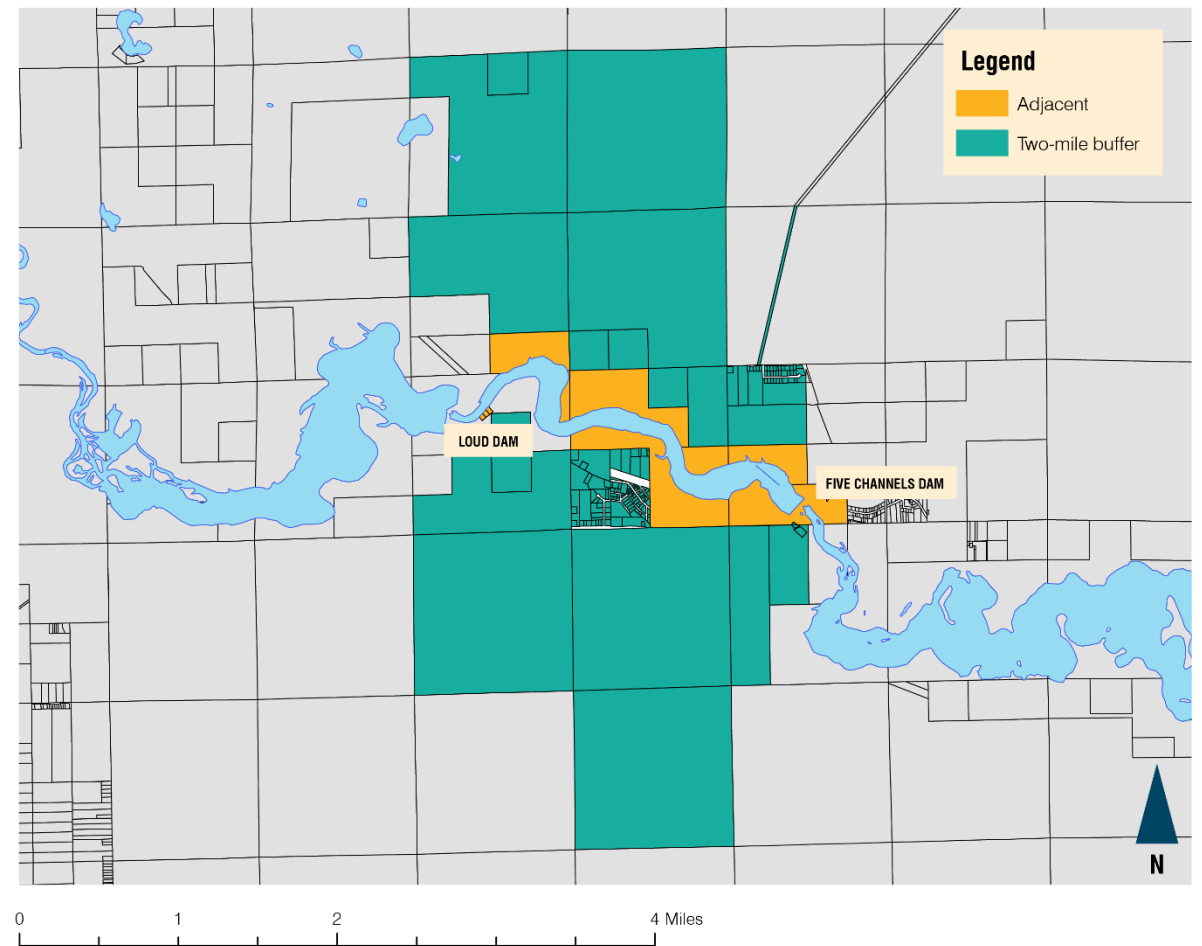 Legend
Adjacent
Two-mile buffer
LOUD DAM
FIVE CHANNELS DAM
N
0 1 2 4 Miles